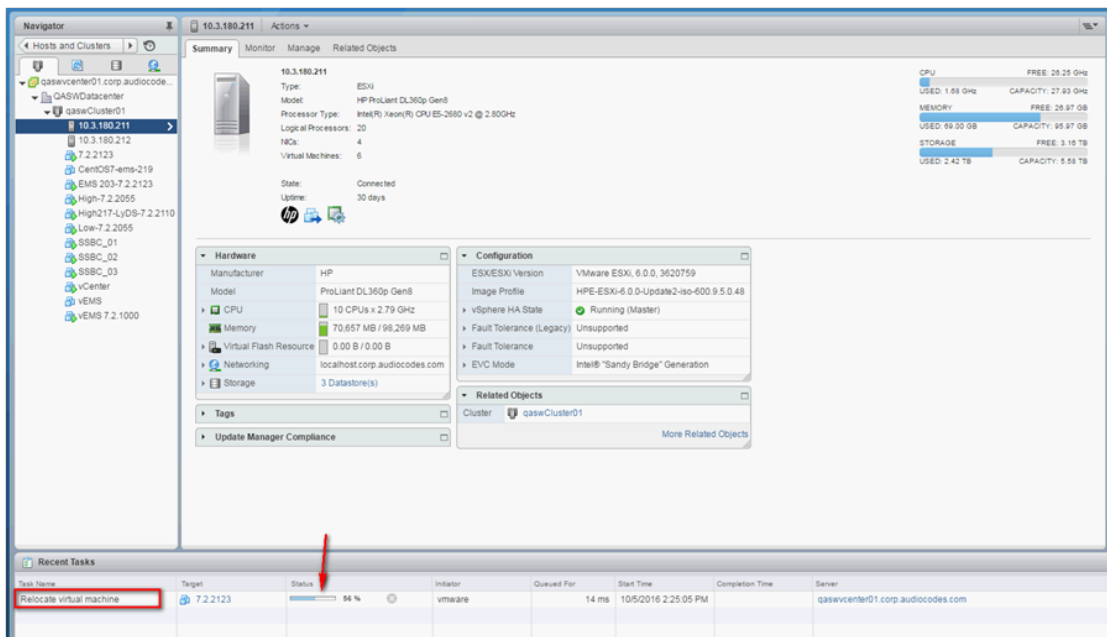 Navigator
10.3.180.211 Actions
Hosts and Clusters
Summary Monitor Manage Related Objects
qaswvcenter01.corp.audiocode...
QASWDatacenter
qaswCluster01
10.3.180.211
10.3.180.212
7.2.2123
CentOS7-ems-219
EMS 203-7.2.2123
High-7.2.2055
High217-LyDS-7.2.2110
Low-7.2.2055
SSBC_01
SSBC_02
SSBC_03
vCenter
vEMS
vEMS 7.2.1000
10.3.180.211
Type: ESXi
Model: HP ProLiant DL360p Gen8
Processor Type: Intel(R) Xeon(R) CPU E5-2680 v2 @ 2.80GHz
Logical Processors: 20
NICs: 4
Virtual Machines: 6
State: Connected
Uptime: 30 days
hp
CPU FREE: 26.25 GHz
USED: 1.68 GHz CAPACITY: 27.93 GHz
MEMORY FREE: 26.97 GB
USED: 69.00 GB CAPACITY: 95.97 GB
STORAGE FREE: 3.16 TB
USED: 2.42 TB CAPACITY: 5.58 TB
Hardware
Manufacturer HP
Model ProLiant DL360p Gen8
CPU 10 CPUs x 2.79 GHz
Memory 70,657 MB / 98,269 MB
Virtual Flash Resource 0.00 B / 0.00 B
Networking localhost.corp.audiocodes.com
Storage 3 Datastore(s)
Tags
Update Manager Compliance
Configuration
ESX/ESXi Version VMware ESXi, 6.0.0, 3620759
Image Profile HPE-ESXi-6.0.0-Update2-iso-600.9.5.0.48
vSphere HA State Running (Master)
Fault Tolerance (Legacy) Unsupported
Fault Tolerance Unsupported
EVC Mode Intel® "Sandy Bridge" Generation
Related Objects
Cluster qaswCluster01
More Related Objects
Recent Tasks
Task Name Target Status Initiator Queued For Start Time Completion Time Server
Relocate virtual machine 7.2.2123 56 % vmware 14 ms 10/5/2016 2:25:05 PM qaswvcenter01.corp.audiocodes.com